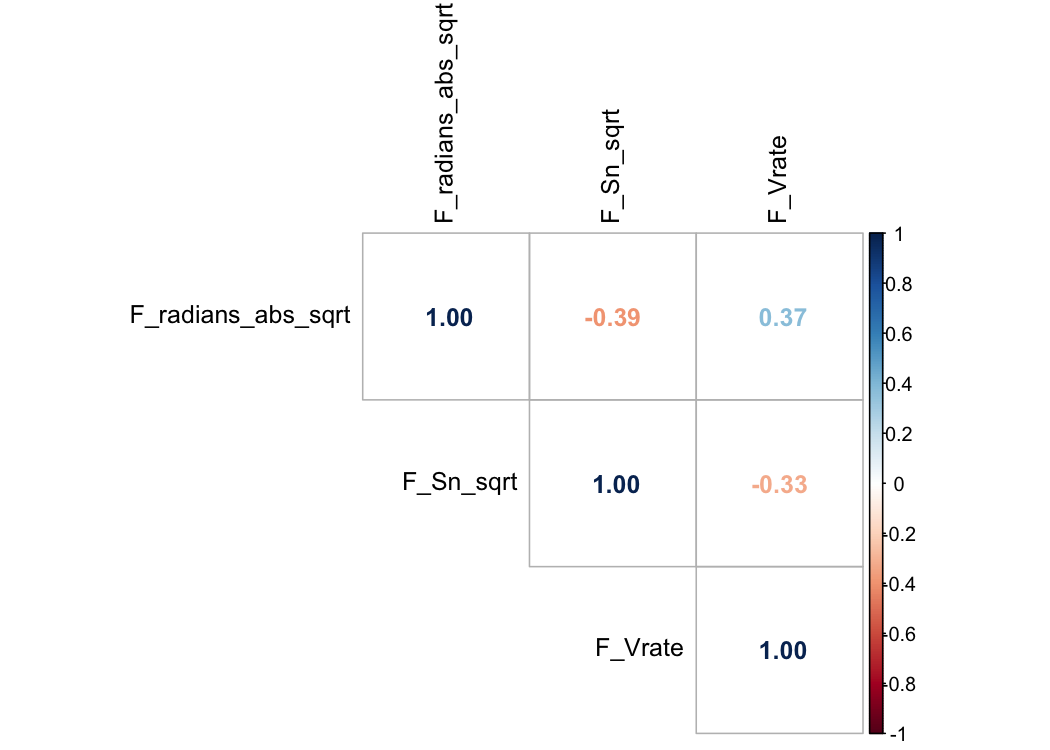 F_radians_abs_sqrt
F_Sn_sqrt
F_Vrate
F_radians_abs_sqrt 1.00 -0.39 0.37
F_Sn_sqrt 1.00 -0.33
F_Vrate 1.00
1
0.8
0.6
0.4
0.2
0
-0.2
-0.4
-0.6
-0.8
-1